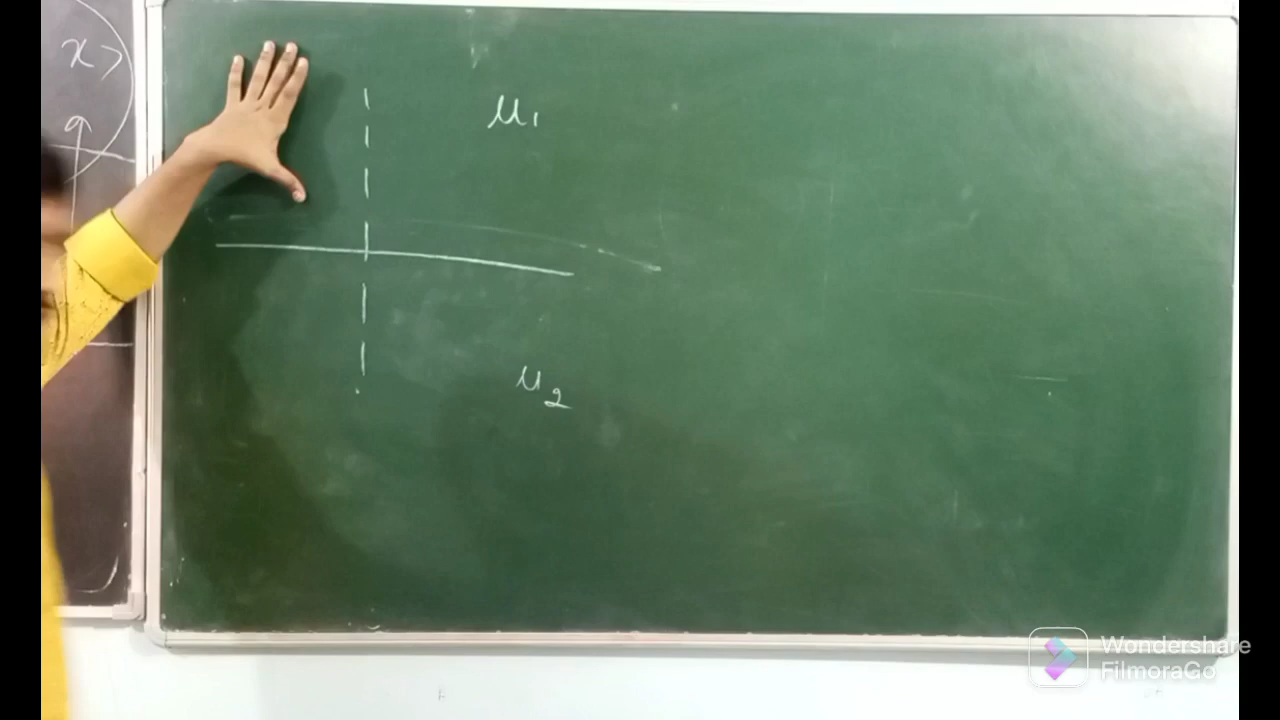 x >
q
μ₁
μ₂
Wondershare
FilmoraGo